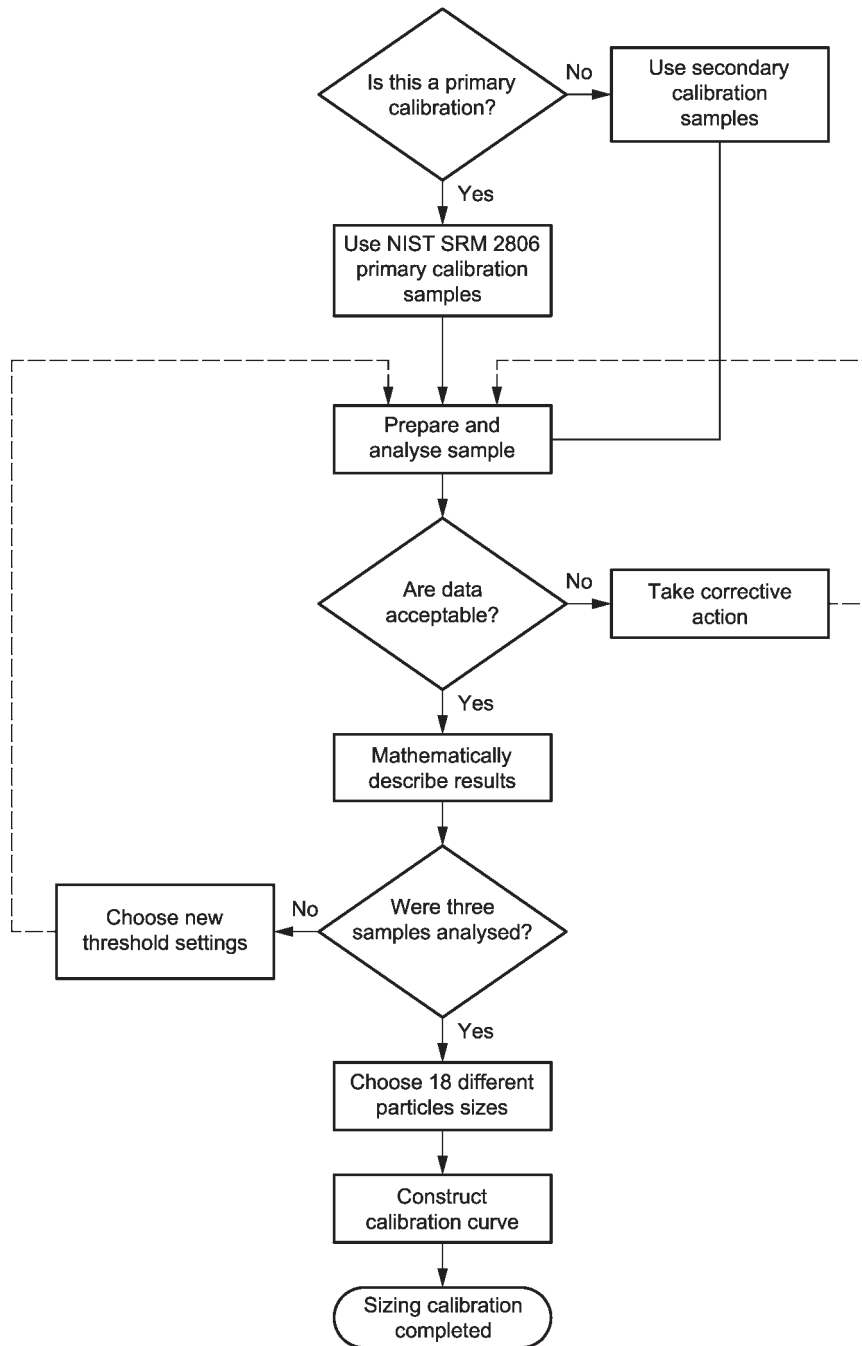 Is this a primary
calibration?
No
Use secondary
calibration
samples
Yes
Use NIST SRM 2806
primary calibration
samples
Prepare and
analyse sample
Are data
acceptable?
No
Take corrective
action
Yes
Mathematically
describe results
Were three
samples analysed?
No
Choose new
threshold settings
Yes
Choose 18 different
particles sizes
Construct
calibration curve
Sizing calibration
completed